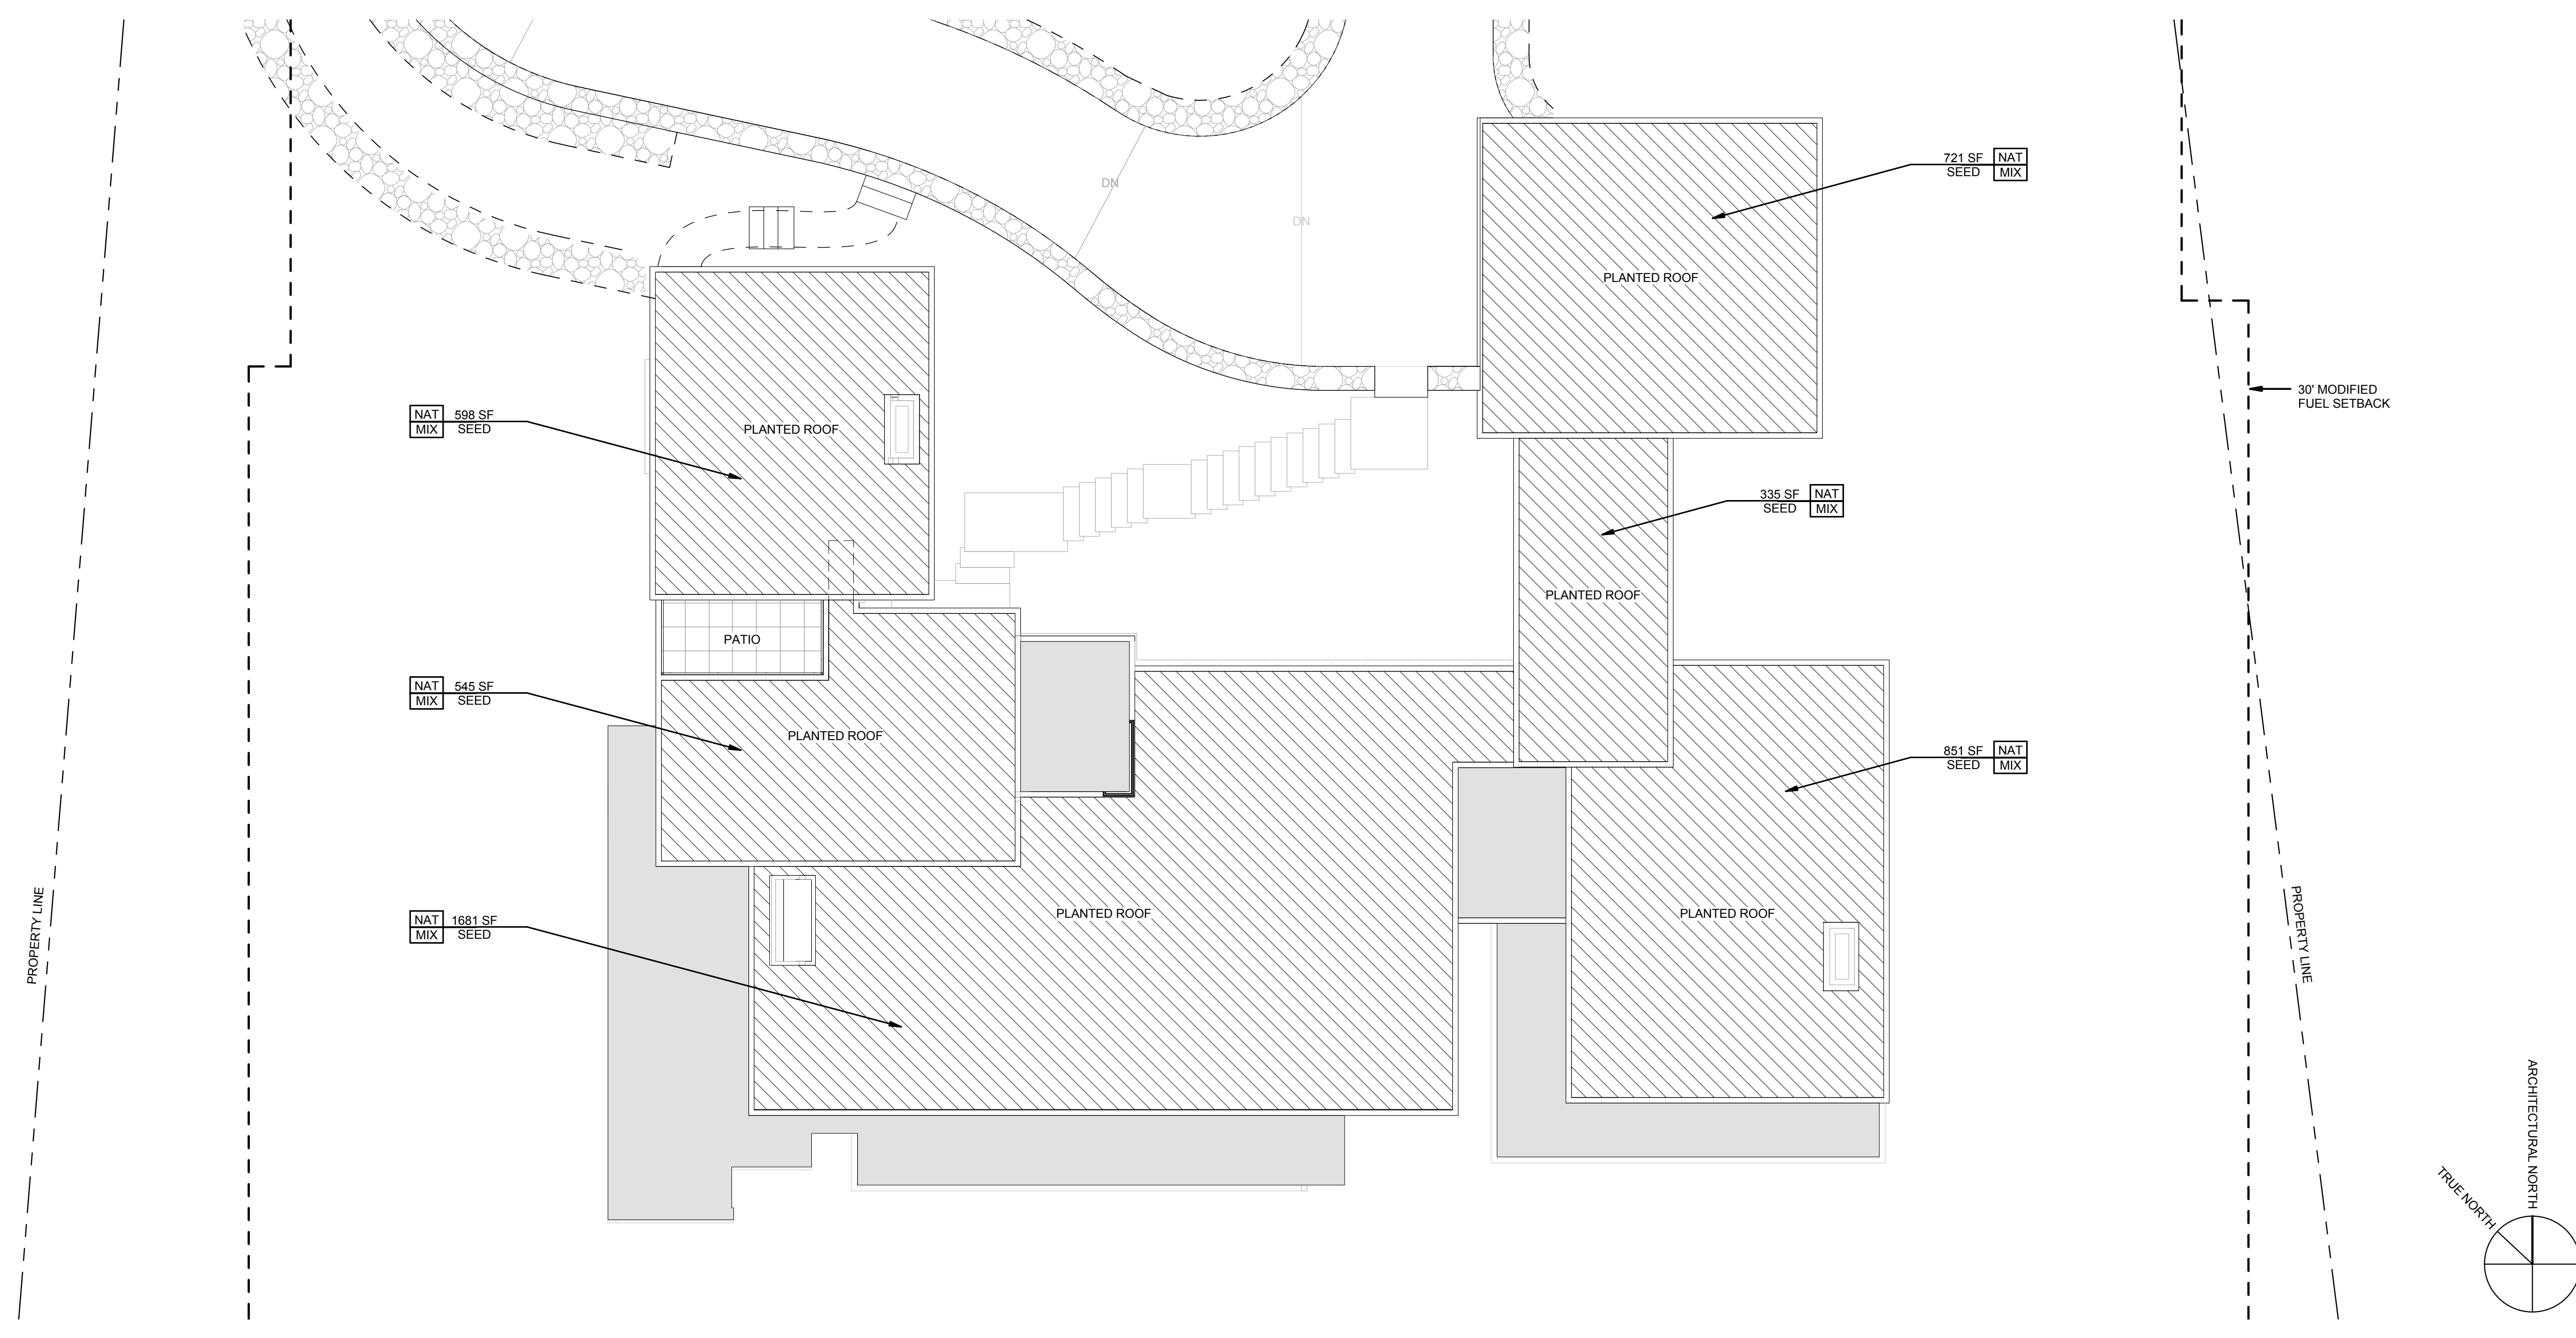 721 SF NAT
SEED MIX
DN
DN
PLANTED ROOF
30' MODIFIED
FUEL SETBACK
NAT 598 SF
MIX SEED
PLANTED ROOF
335 SF NAT
SEED MIX
PLANTED ROOF
PATIO
NAT 545 SF
MIX SEED
PLANTED ROOF
851 SF NAT
SEED MIX
NAT 1681 SF
MIX SEED
PLANTED ROOF
PLANTED ROOF
PROPERTY LINE
PROPERTY LINE
ARCHITECTURAL NORTH
TRUE NORTH